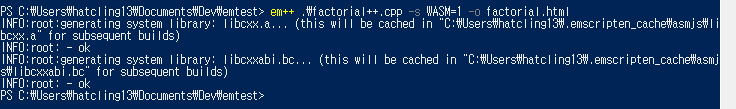 PS C:₩Users₩hatcling13₩Documents₩Dev₩emtest> em++ .₩factorial++.cpp -s WASM=1 -o factorial.html
INFO:root:generating system library: libcxx.a... (this will be cached in "C:₩Users₩hatcling13₩.emscripten_cache₩asmjs₩li
bcxx.a" for subsequent builds)
INFO:root: - ok
INFO:root:generating system library: libcxxabi.bc... (this will be cached in "C:₩Users₩hatcling13₩.emscripten_cache₩asmj
s₩libcxxabi.bc" for subsequent builds)
INFO:root: - ok
PS C:₩Users₩hatcling13₩Documents₩Dev₩emtest>